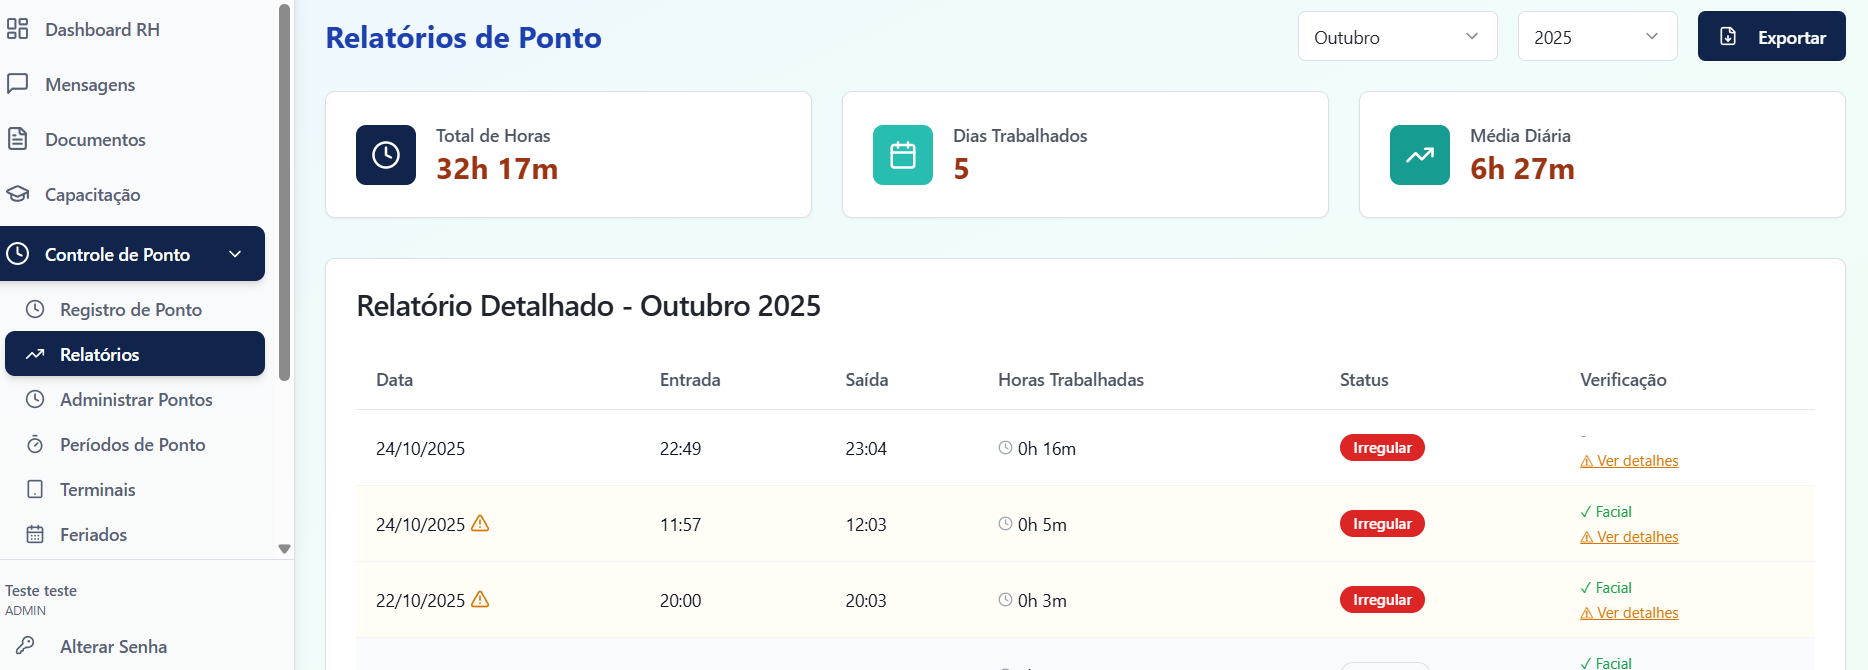 Dashboard RH
Mensagens
Documentos
Capacitação
Controle de Ponto
Registro de Ponto
Relatórios
Administrar Pontos
Períodos de Ponto
Terminais
Feriados
Teste teste
ADMIN
Alterar Senha
Relatórios de Ponto
Outubro
2025
Exportar
Total de Horas
32h 17m
Dias Trabalhados
5
Média Diária
6h 27m
Relatório Detalhado - Outubro 2025
Data Entrada Saída Horas Trabalhadas Status Verificação
24/10/2025 22:49 23:04 0h 16m Irregular -
Ver detalhes
24/10/2025 11:57 12:03 0h 5m Irregular ✓ Facial
Ver detalhes
22/10/2025 20:00 20:03 0h 3m Irregular ✓ Facial
Ver detalhes
✓ Facial